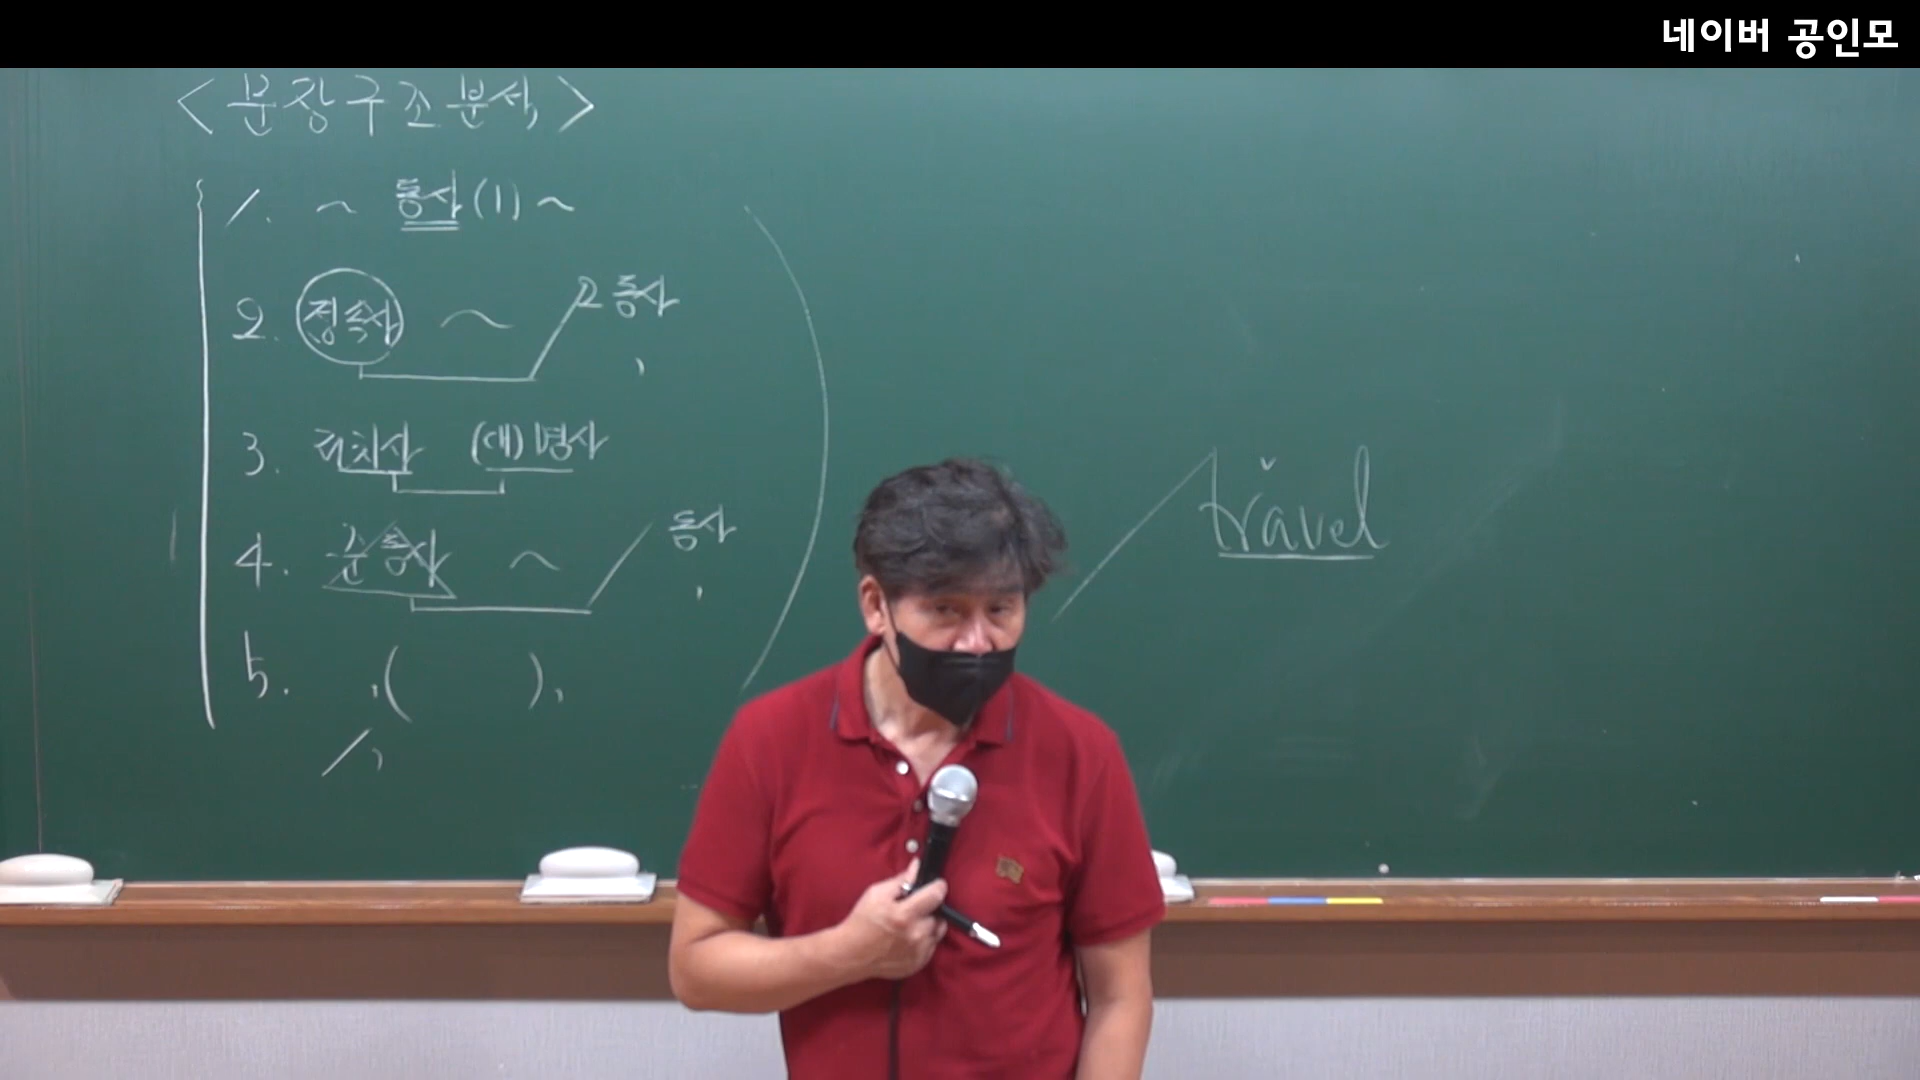 네이버 공인모
<문장구조분석>
1. ~ 동사(1) ~
2. 접속사 ~ 2동사
,
3. 전치사 (대)명사
4. 준동사 ~ 동사
,
5. ,( ),
/,
travel